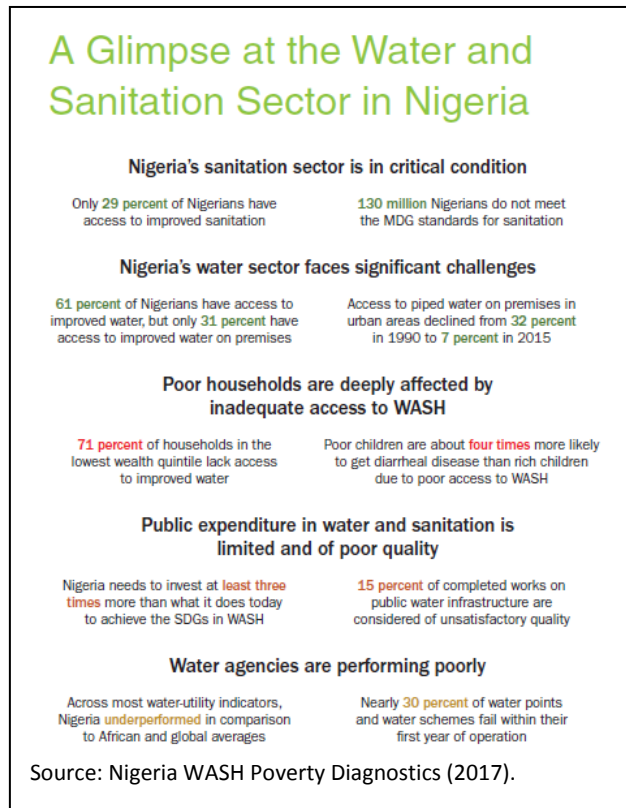 A Glimpse at the Water and
Sanitation Sector in Nigeria
Nigeria's sanitation sector is in critical condition
Only 29 percent of Nigerians have
access to improved sanitation
130 million Nigerians do not meet
the MDG standards for sanitation
Nigeria's water sector faces significant challenges
61 percent of Nigerians have access to
improved water, but only 31 percent have
access to improved water on premises
Access to piped water on premises in
urban areas declined from 32 percent
in 1990 to 7 percent in 2015
Poor households are deeply affected by
inadequate access to WASH
71 percent of households in the
lowest wealth quintile lack access
to improved water
Poor children are about four times more likely
to get diarrheal disease than rich children
due to poor access to WASH
Public expenditure in water and sanitation is
limited and of poor quality
Nigeria needs to invest at least three
times more than what it does today
to achieve the SDGs in WASH
15 percent of completed works on
public water infrastructure are
considered of unsatisfactory quality
Water agencies are performing poorly
Across most water-utility indicators,
Nigeria underperformed in comparison
to African and global averages
Nearly 30 percent of water points
and water schemes fail within their
first year of operation
Source: Nigeria WASH Poverty Diagnostics (2017).